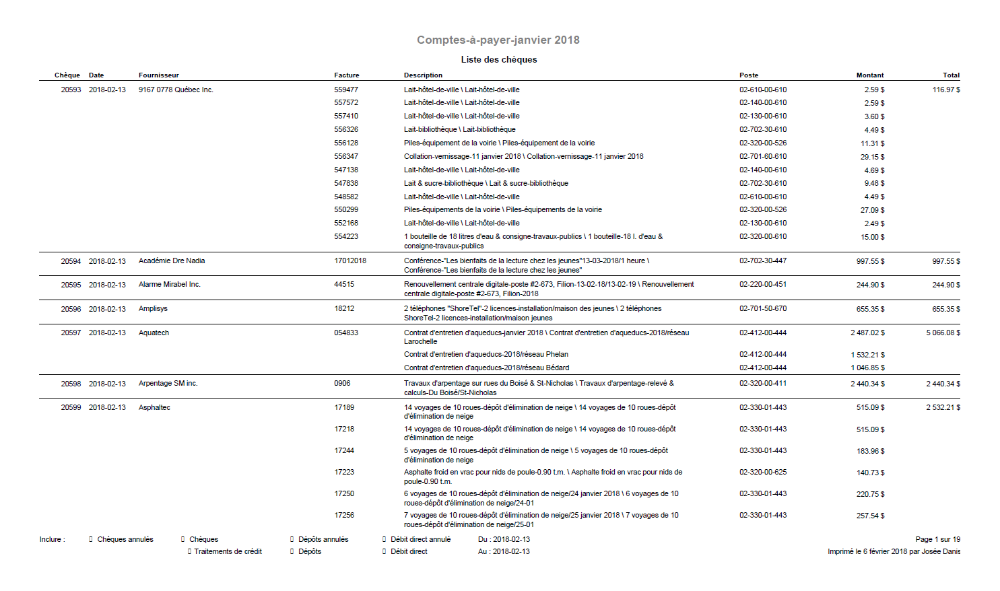 Comptes-à-payer-janvier 2018
Liste des chèques
Chèque Date Fournisseur Facture Description Poste Montant Total
20593 2018-02-13 9167 0778 Québec Inc. 559477 Lait-hôtel-de-ville \ Lait-hôtel-de-ville 02-610-00-610 2.59 $ 116.97 $
557572 Lait-hôtel-de-ville \ Lait-hôtel-de-ville 02-140-00-610 2.59 $
557410 Lait-hôtel-de-ville \ Lait-hôtel-de-ville 02-130-00-610 3.60 $
556326 Lait-bibliothèque \ Lait-bibliothèque 02-702-30-610 4.49 $
556128 Piles-équipement de la voirie \ Piles-équipement de la voirie 02-320-00-526 11.31 $
556347 Collation-vernissage-11 janvier 2018 \ Collation-vernissage-11 janvier 2018 02-701-60-610 29.15 $
547138 Lait-hôtel-de-ville \ Lait-hôtel-de-ville 02-140-00-610 4.69 $
547838 Lait & sucre-bibliothèque \ Lait & sucre-bibliothèque 02-702-30-610 9.48 $
548582 Lait-hôtel-de-ville \ Lait-hôtel-de-ville 02-610-00-610 4.49 $
550299 Piles-équipements de la voirie \ Piles-équipements de la voirie 02-320-00-526 27.09 $
552168 Lait-hôtel-de-ville \ Lait-hôtel-de-ville 02-130-00-610 2.49 $
554223 1 bouteille de 18 litres d'eau & consigne-travaux-publics \ 1 bouteille-18 l. d'eau & 02-320-00-610 15.00 $
consigne-travaux-publics
20594 2018-02-13 Académie Dre Nadia 17012018 Conférence-"Les bienfaits de la lecture chez les jeunes"13-03-2018/1 heure \ 02-702-30-447 997.55 $ 997.55 $
Conférence-"Les bienfaits de la lecture chez les jeunes"
20595 2018-02-13 Alarme Mirabel Inc. 44515 Renouvellement centrale digitale-poste #2-673, Filion-13-02-18/13-02-19 \ Renouvellement 02-220-00-451 244.90 $ 244.90 $
centrale digitale-poste #2-673, Filion-2018
20596 2018-02-13 Amplisys 18212 2 téléphones "ShoreTel"-2 licences-installation/maison des jeunes \ 2 téléphones 02-701-50-670 655.35 $ 655.35 $
ShoreTel-2 licences-installation/maison jeunes
20597 2018-02-13 Aquatech 054833 Contrat d'entretien d'aqueducs-janvier 2018 \ Contrat d'entretien d'aqueducs-2018/réseau 02-412-00-444 2 487.02 $ 5 066.08 $
Larochelle
Contrat d'entretien d'aqueducs-2018/réseau Phelan 02-412-00-444 1 532.21 $
Contrat d'entretien d'aqueducs-2018/réseau Bédard 02-412-00-444 1 046.85 $
20598 2018-02-13 Arpentage SM inc. 0906 Travaux d'arpentage sur rues du Boisé & St-Nicholas \ Travaux d'arpentage-relevé & 02-320-00-411 2 440.34 $ 2 440.34 $
calculs-Du Boisé/St-Nicholas
20599 2018-02-13 Asphaltec 17189 14 voyages de 10 roues-dépôt d'élimination de neige \ 14 voyages de 10 roues-dépôt 02-330-01-443 515.09 $ 2 532.21 $
d'élimination de neige
17218 14 voyages de 10 roues-dépôt d'élimination de neige \ 14 voyages de 10 roues-dépôt 02-330-01-443 515.09 $
d'élimination de neige
17244 5 voyages de 10 roues-dépôt d'élimination de neige \ 5 voyages de 10 roues-dépôt 02-330-01-443 183.96 $
d'élimination de neige
17223 Asphalte froid en vrac pour nids de poule-0.90 t.m. \ Asphalte froid en vrac pour nids de 02-320-00-625 140.73 $
poule-0.90 t.m.
17250 6 voyages de 10 roues-dépôt d'élimination de neige/24 janvier 2018 \ 6 voyages de 10 02-330-01-443 220.75 $
roues-dépôt d'élimination de neige/24-01
17256 7 voyages de 10 roues-dépôt d'élimination de neige/25 janvier 2018 \ 7 voyages de 10 02-330-01-443 257.54 $
roues-dépôt d'élimination de neige/25-01
Inclure : Chèques annulés Chèques Dépôts annulés Débit direct annulé Du : 2018-02-13 Page 1 sur 19
Traitements de crédit Dépôts Débit direct Au : 2018-02-13 Imprimé le 6 février 2018 par Josée Danis